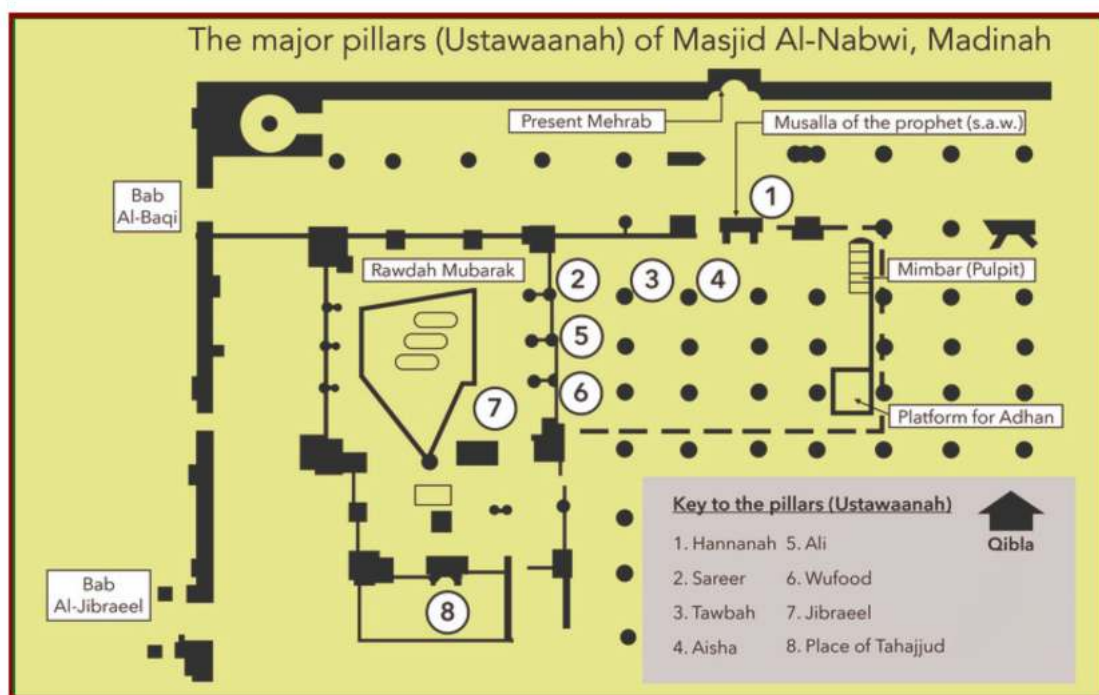 The major pillars (Ustawaanah) of Masjid Al-Nabwi, Madinah
Present Mehrab
Musalla of the prophet (s.a.w.)
Bab
Al-Baqi
1
Rawdah Mubarak
2
3
4
Mimbar (Pulpit)
5
6
7
Platform for Adhan
Bab
Al-Jibraeel
8
Key to the pillars (Ustawaanah)
1. Hannanah 5. Ali
2. Sareer 6. Wufood
3. Tawbah 7. Jibraeel
4. Aisha 8. Place of Tahajjud
Qibla